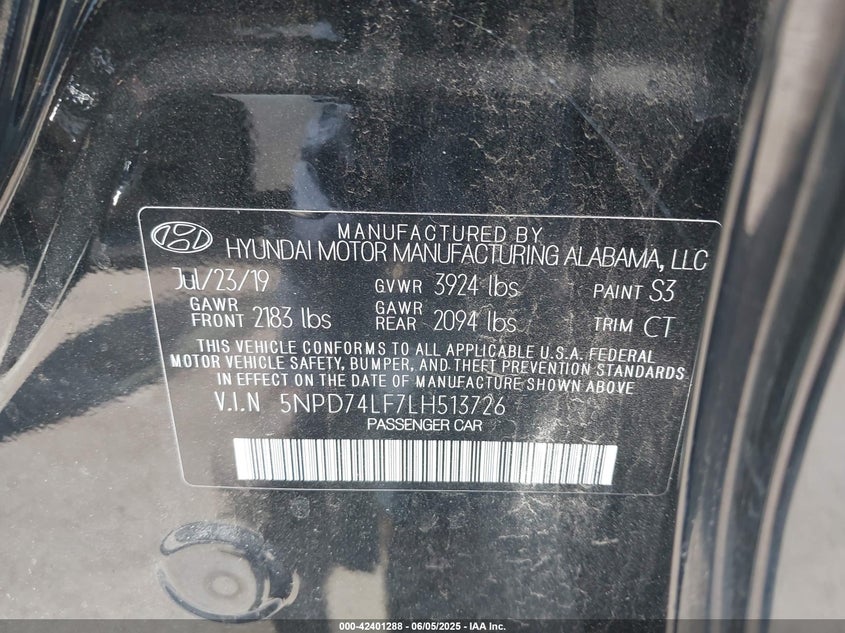 MANUFACTURED BY
HYUNDAI MOTOR MANUFACTURING ALABAMA, LLC
Jul/23/19 GVWR 3924 lbs PAINT S3
GAWR FRONT 2183 lbs GAWR REAR 2094 lbs TRIM CT
THIS VEHICLE CONFORMS TO ALL APPLICABLE U.S.A. FEDERAL
MOTOR VEHICLE SAFETY, BUMPER, AND THEFT PREVENTION STANDARDS
IN EFFECT ON THE DATE OF MANUFACTURE SHOWN ABOVE
V.I.N 5NPD74LF7LH513726
PASSENGER CAR
000-42401288 - 06/05/2025 - IAA Inc.